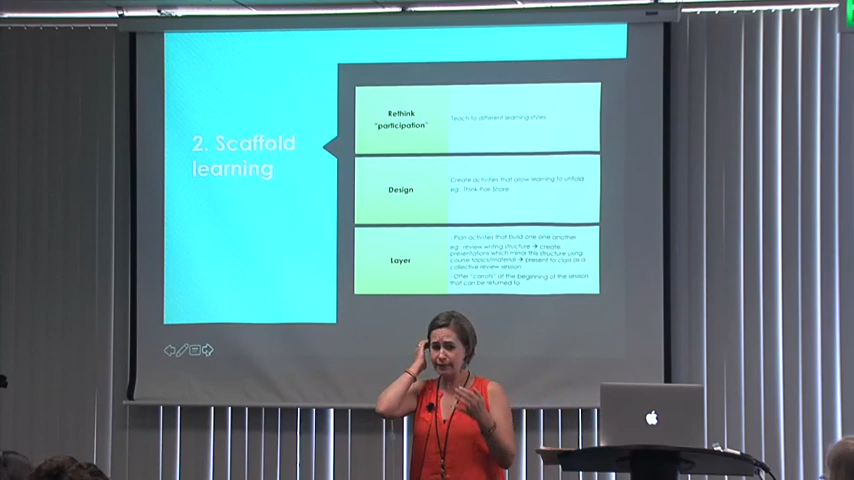 2. Scaffold
learning
Rethink
"participation"
Teach to different learning styles
Design
Create activities that allow learning to unfold
eg. Think-Pair-Share
Layer
- Plan activities that build one one another
eg. review writing structure → create
presentations which mirror this structure using
course topics/material → present to class as a
collective review session
- Offer "carrots" at the beginning of the session
that can be returned to